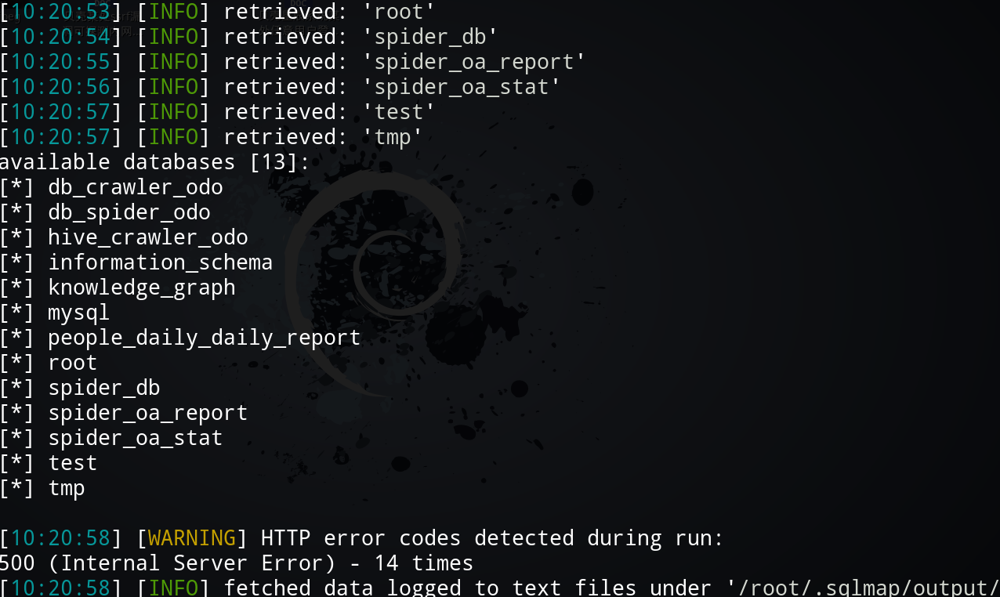 [10:20:53] [INFO] retrieved: 'root'
[10:20:54] [INFO] retrieved: 'spider_db'
[10:20:55] [INFO] retrieved: 'spider_oa_report'
[10:20:56] [INFO] retrieved: 'spider_oa_stat'
[10:20:57] [INFO] retrieved: 'test'
[10:20:57] [INFO] retrieved: 'tmp'
available databases [13]:
[*] db_crawler_odo
[*] db_spider_odo
[*] hive_crawler_odo
[*] information_schema
[*] knowledge_graph
[*] mysql
[*] people_daily_daily_report
[*] root
[*] spider_db
[*] spider_oa_report
[*] spider_oa_stat
[*] test
[*] tmp
[10:20:58] [WARNING] HTTP error codes detected during run:
500 (Internal Server Error) - 14 times
[10:20:58] [INFO] fetched data logged to text files under '/root/.sqlmap/output/